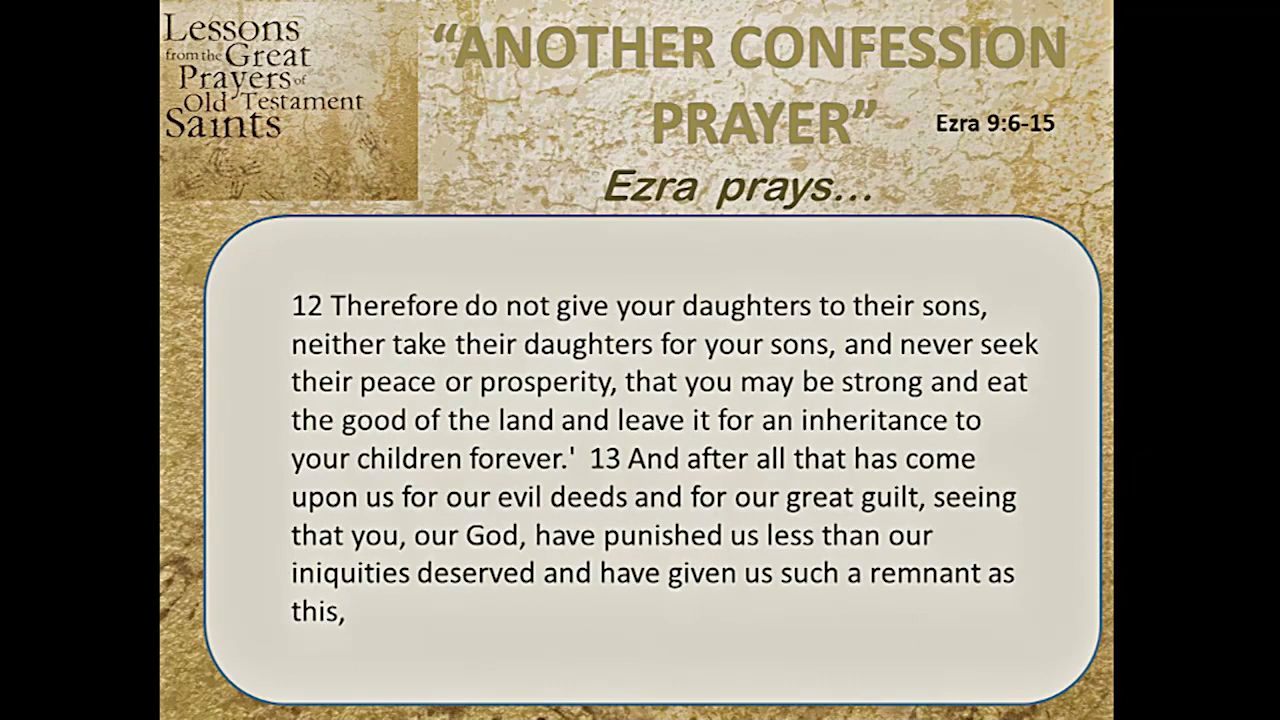 Lessons
from the Great
Prayers of
Old Testament
Saints
“ANOTHER CONFESSION
PRAYER”
Ezra 9:6-15
Ezra prays...
12 Therefore do not give your daughters to their sons,
neither take their daughters for your sons, and never seek
their peace or prosperity, that you may be strong and eat
the good of the land and leave it for an inheritance to
your children forever.'  13 And after all that has come
upon us for our evil deeds and for our great guilt, seeing
that you, our God, have punished us less than our
iniquities deserved and have given us such a remnant as
this,